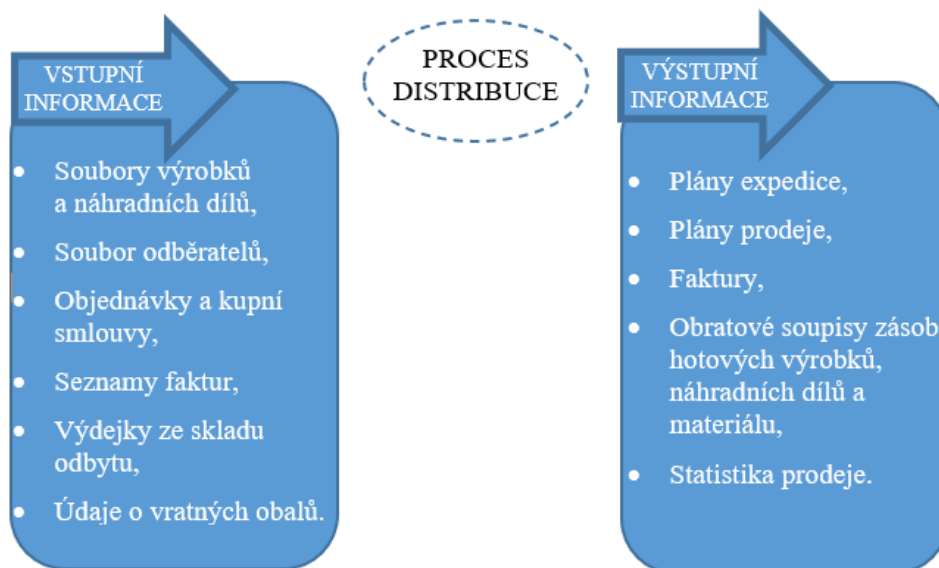 VSTUPNÍ
INFORMACE
• Soubory výrobků
a náhradních dílů,
• Soubor odběratelů,
• Objednávky a kupní
smlouvy,
• Seznamy faktur,
• Výdejky ze skladu
odbytu,
• Údaje o vratných obalů.
PROCES
DISTRIBUCE
VÝSTUPNÍ
INFORMACE
• Plány expedice,
• Plány prodeje,
• Faktury,
• Obratové soupisy zásob
hotových výrobků,
náhradních dílů a
materiálu,
• Statistika prodeje.